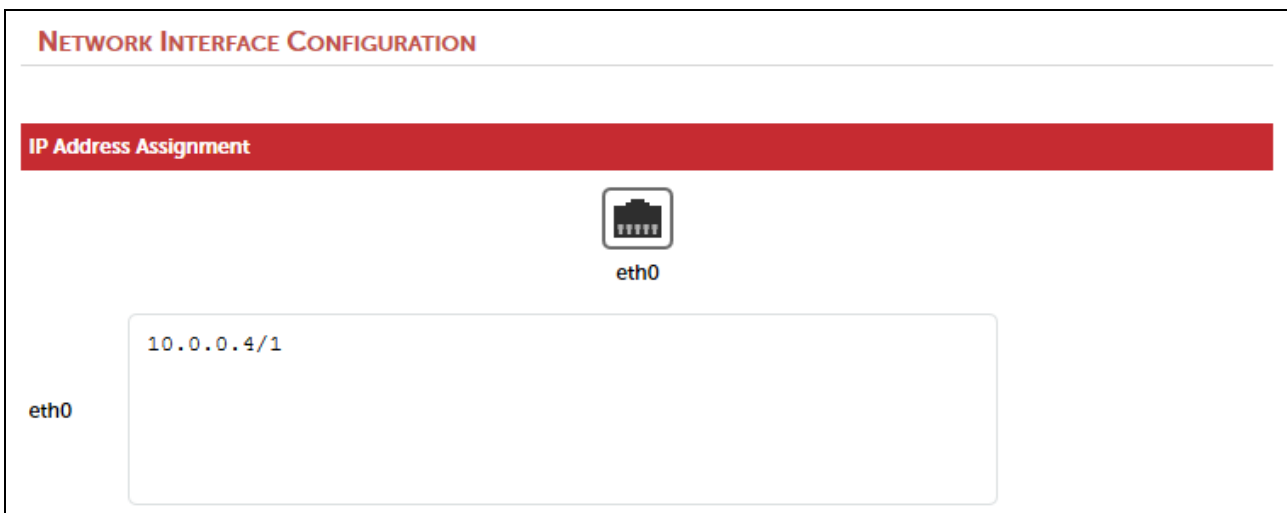 NETWORK INTERFACE CONFIGURATION
IP Address Assignment
eth0
10.0.0.4/1
eth0